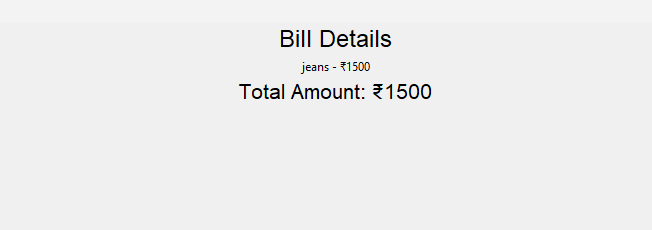 Bill Details
jeans - ₹1500
Total Amount: ₹1500